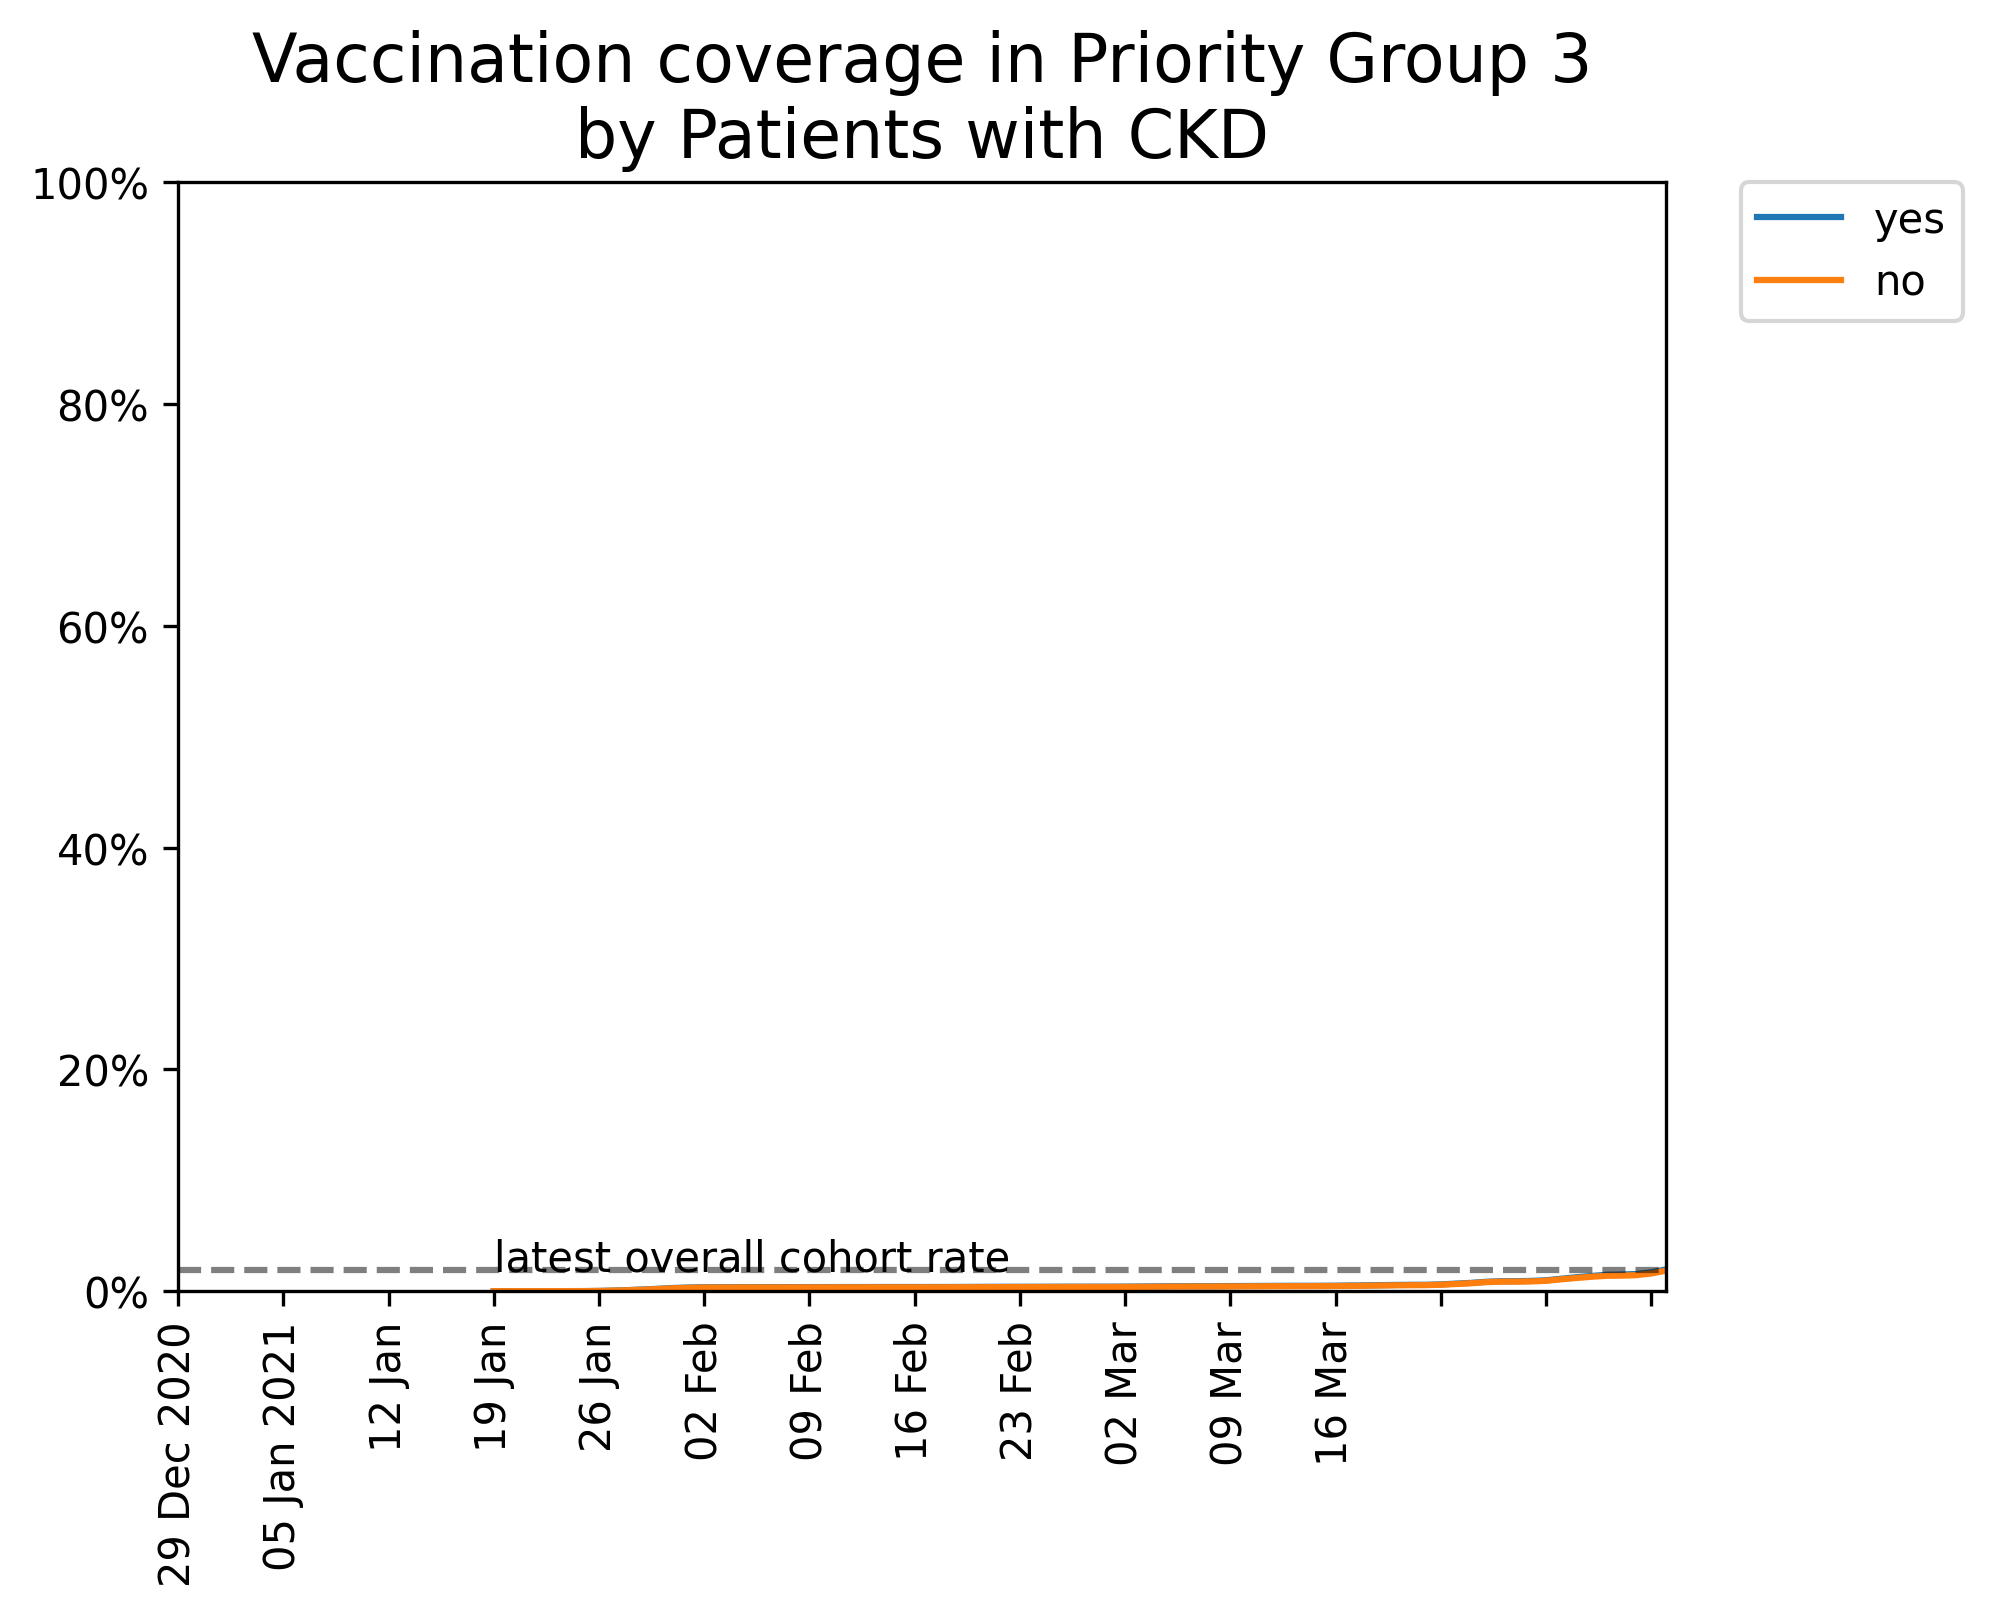 Vaccination coverage in Priority Group 3
by Patients with CKD
100%
80%
60%
40%
20%
0%
yes
no
latest overall cohort rate
29 Dec 2020
05 Jan 2021
12 Jan
19 Jan
26 Jan
02 Feb
09 Feb
16 Feb
23 Feb
02 Mar
09 Mar
16 Mar